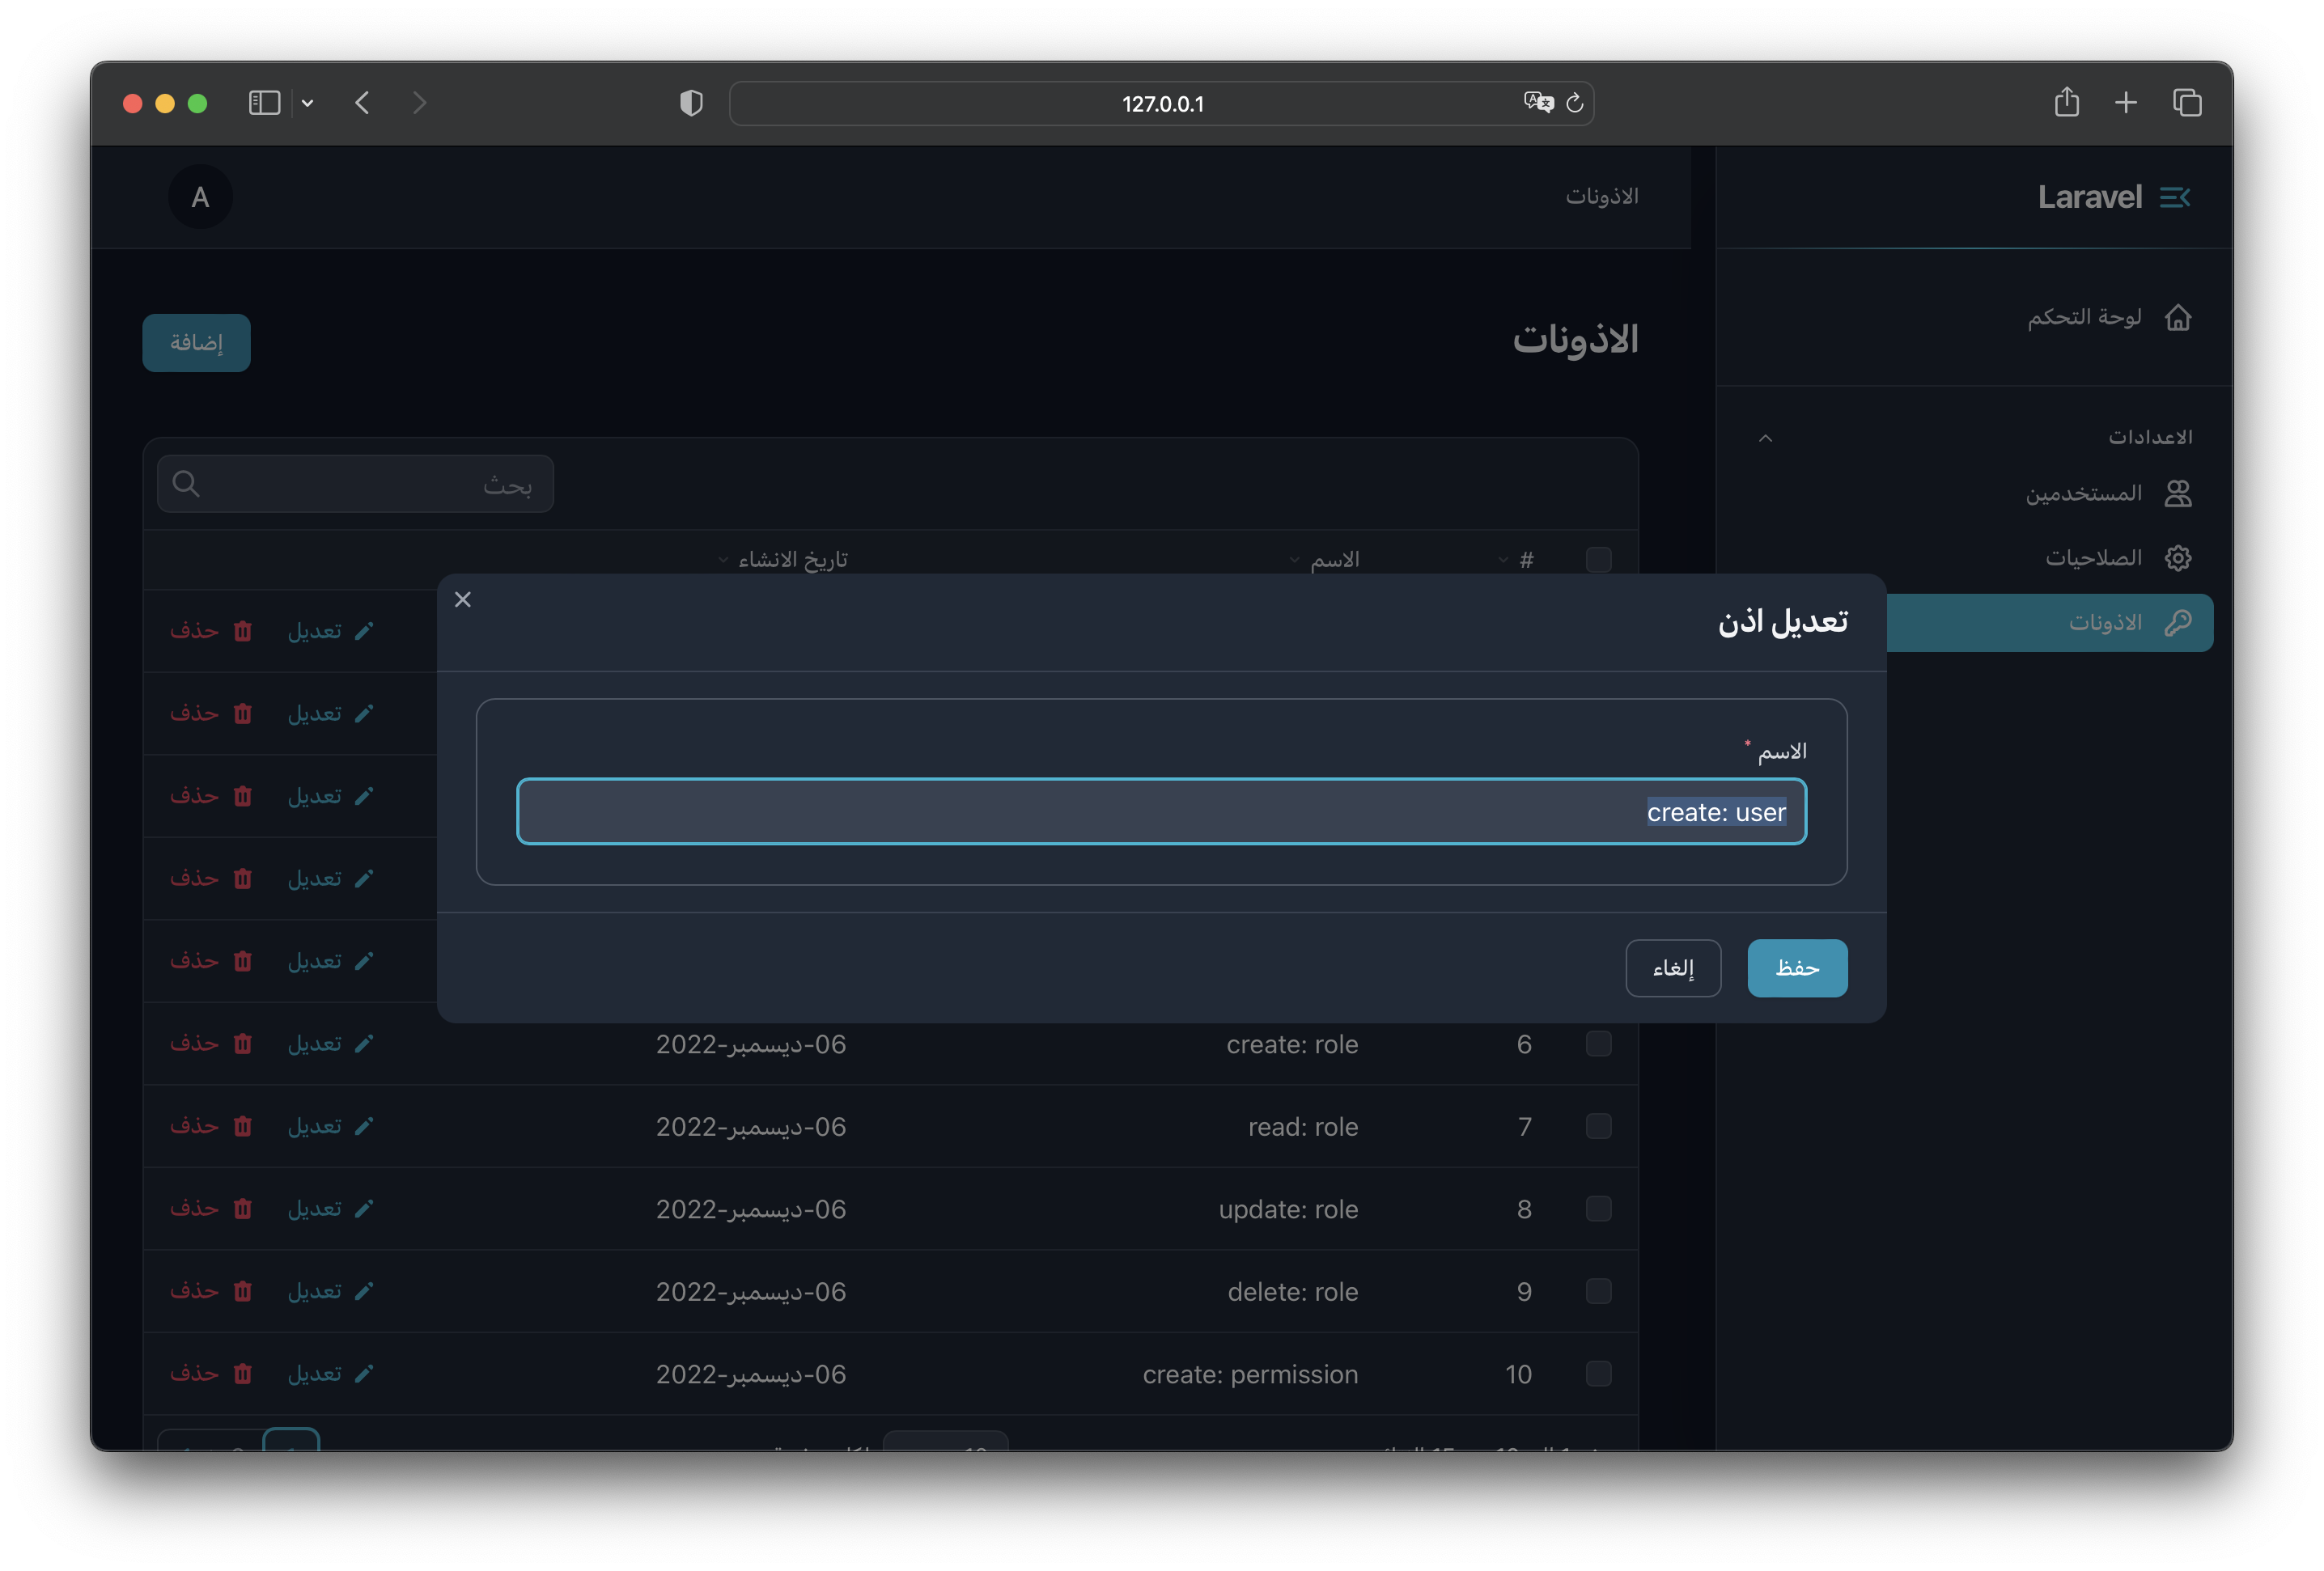 127.0.0.1
Laravel
الاذونات
A
لوحة التحكم
الاعدادات
المستخدمين
الصلاحيات
الاذونات
الاذونات
إضافة
بحث
# الاسم تاريخ الانشاء
تعديل حذف
تعديل حذف
تعديل حذف
تعديل حذف
تعديل حذف
تعديل اذن
الاسم *
create: user
حفظ إلغاء
6 create: role 06-ديسمبر-2022 تعديل حذف
7 read: role 06-ديسمبر-2022 تعديل حذف
8 update: role 06-ديسمبر-2022 تعديل حذف
9 delete: role 06-ديسمبر-2022 تعديل حذف
10 create: permission 06-ديسمبر-2022 تعديل حذف